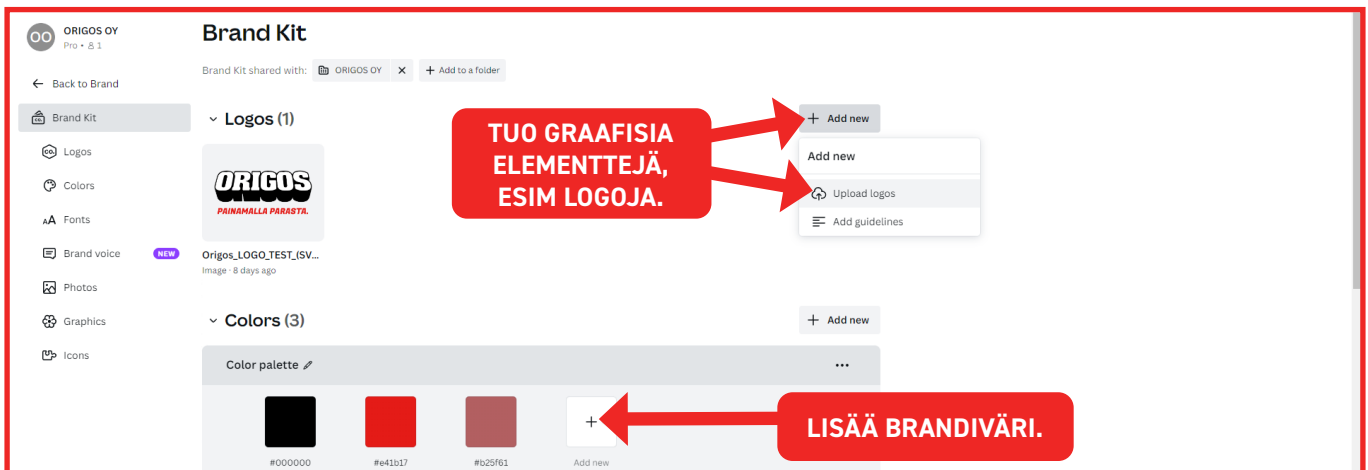 OO
ORIGOS OY
Pro • 1
Brand Kit
Brand Kit shared with:
ORIGOS OY
+ Add to a folder
← Back to Brand
Brand Kit
Logos
Colors
Fonts
Brand voice
NEW
Photos
Graphics
Icons
Logos (1)
+ Add new
TUO GRAAFISIA
ELEMENTTEJÄ,
ESIM LOGOJA.
Add new
Upload logos
Add guidelines
ORIGOS
PAINAMALLA PARASTA.
Origos_LOGO_TEST_(SV...
Image · 8 days ago
Colors (3)
+ Add new
Color palette
LISÄÄ BRANDIVÄRI.
#000000
#e41b17
#b25f61
Add new